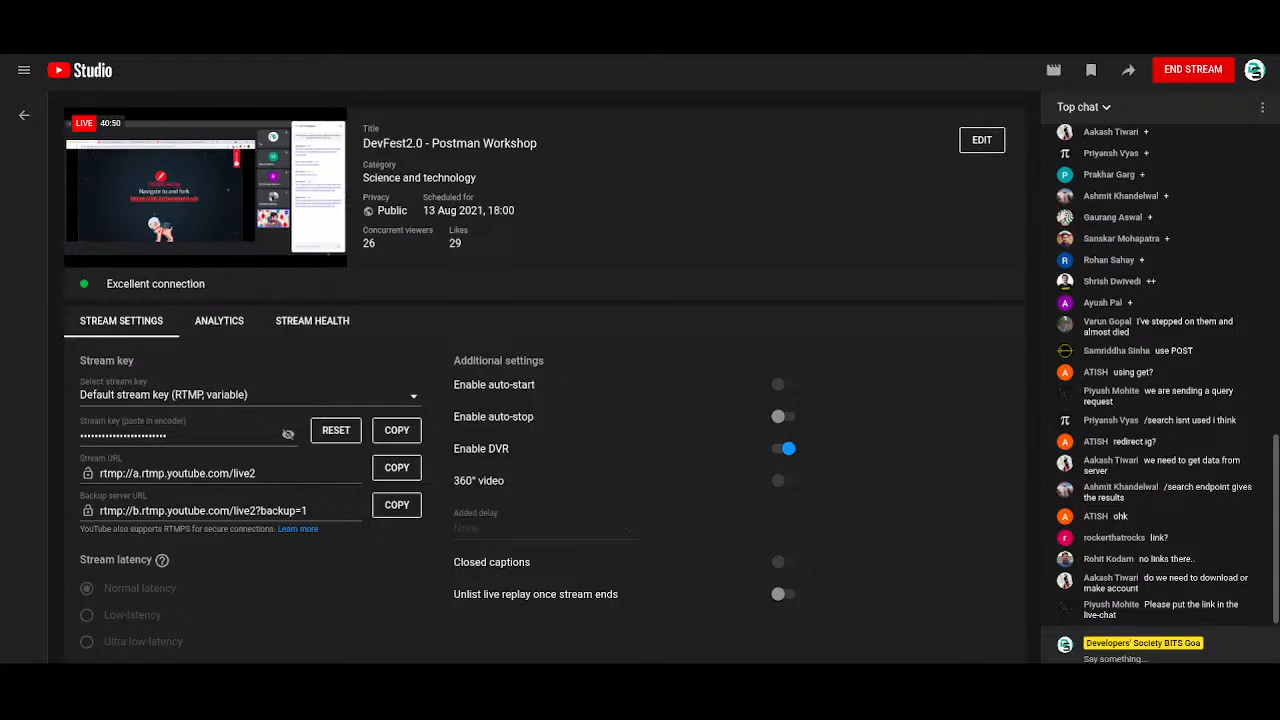 Studio
END STREAM
LIVE 40:50
Navigate to and fork
Title
DevFest2.0 - Postman Workshop
EDIT
Category
Science and technology
Privacy
Scheduled for
Public
13 Aug 2021, 18:00
Concurrent viewers
Likes
26
29
Excellent connection
STREAM SETTINGS
ANALYTICS
STREAM HEALTH
Stream key
Select stream key
Default stream key (RTMP, variable)
Stream key (paste in encoder)
••••••••••••••••••••••••
RESET
COPY
Stream URL
rtmp://a.rtmp.youtube.com/live2
COPY
Backup server URL
rtmp://b.rtmp.youtube.com/live2?backup=1
COPY
YouTube also supports RTMPS for secure connections. Learn more
Stream latency
Normal latency
Low-latency
Ultra low-latency
Additional settings
Enable auto-start
Enable auto-stop
Enable DVR
360° video
Added delay
None
Closed captions
Unlist live replay once stream ends
Top chat
Aakash Tiwari +
Priyansh Vyas +
Paarun Garg +
Ashmit Khandelwal +
Gaurang Aswal +
Sanskar Mohapatra +
Rohan Sahay +
Shrish Dwivedi ++
Ayush Pal +
Varun Gopal I've stepped on them and
almost died
Samriddha Sinha use POST
ATISH using get?
Piyush Mohite we are sending a query
request
Priyansh Vyas /search isnt used i think
ATISH redirect ig?
Aakash Tiwari we need to get data from
server
Ashmit Khandelwal /search endpoint gives
the results
ATISH ohk
rockerthatrocks link?
Rohit Kodam no links there..
Aakash Tiwari do we need to download or
make account
Piyush Mohite Please put the link in the
live-chat
Developers' Society BITS Goa
Say something...